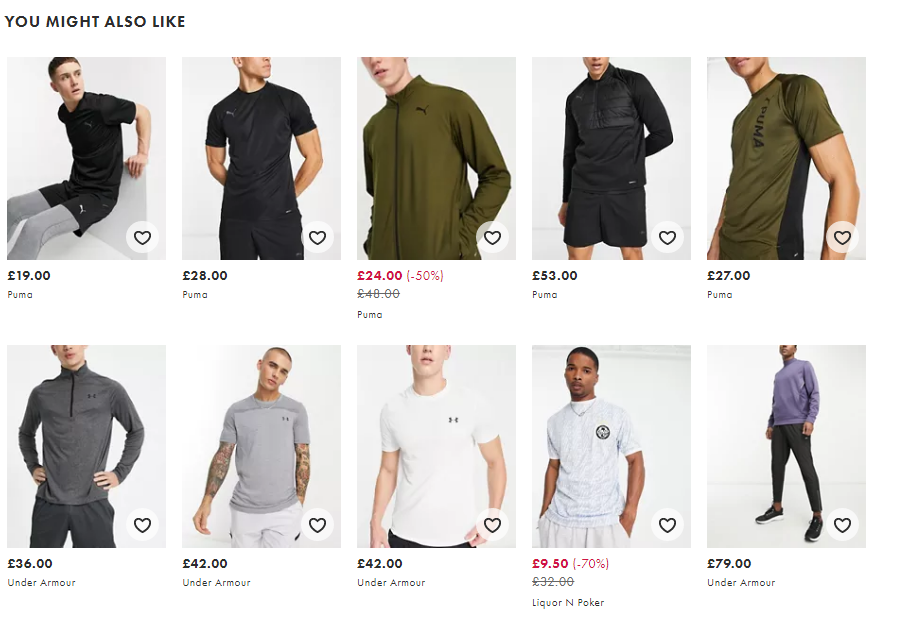 YOU MIGHT ALSO LIKE
PUMA
£19.00
Puma
£28.00
Puma
£24.00 (-50%)
£48.00
Puma
£53.00
Puma
£27.00
Puma
£36.00
Under Armour
£42.00
Under Armour
£42.00
Under Armour
£9.50 (-70%)
£32.00
Liquor N Poker
£79.00
Under Armour